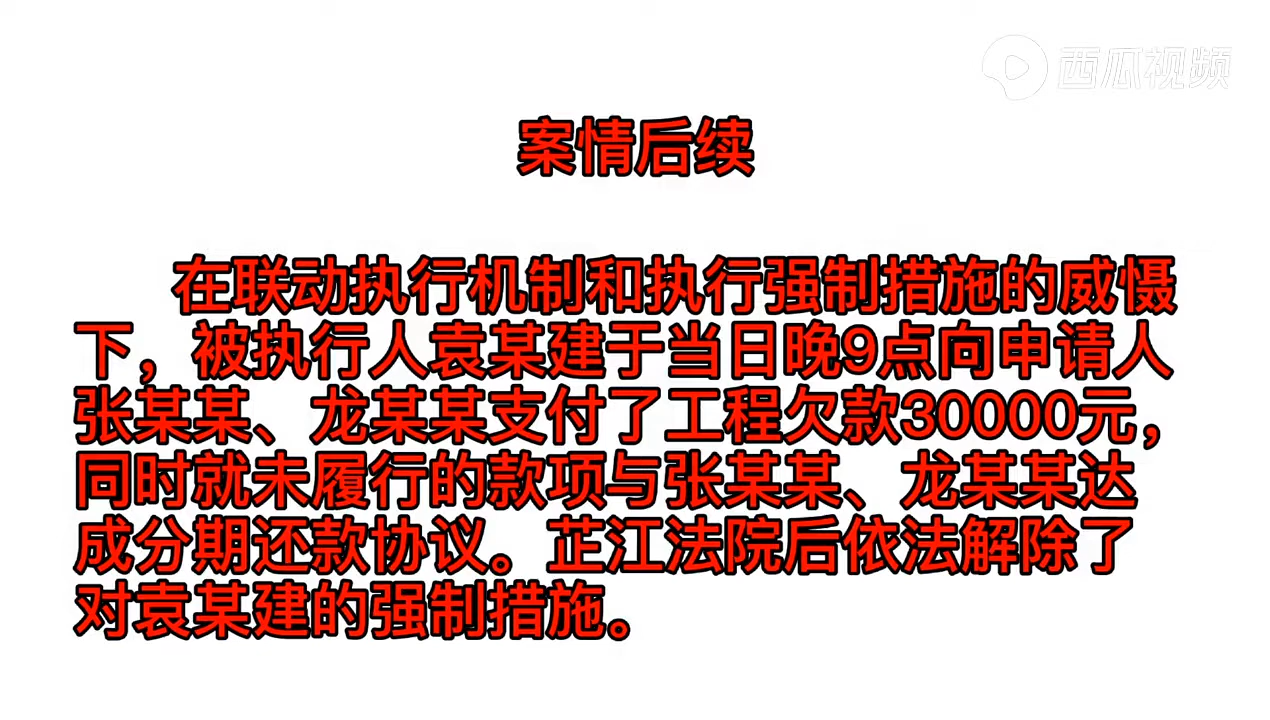 西瓜视频
案情后续
在联动执行机制和执行强制措施的威慑
下，被执行人袁某建于当日晚9点向申请人
张某某、龙某某支付了工程欠款30000元，
同时就未履行的款项与张某某、龙某某达
成分期还款协议。芷江法院后依法解除了
对袁某建的强制措施。